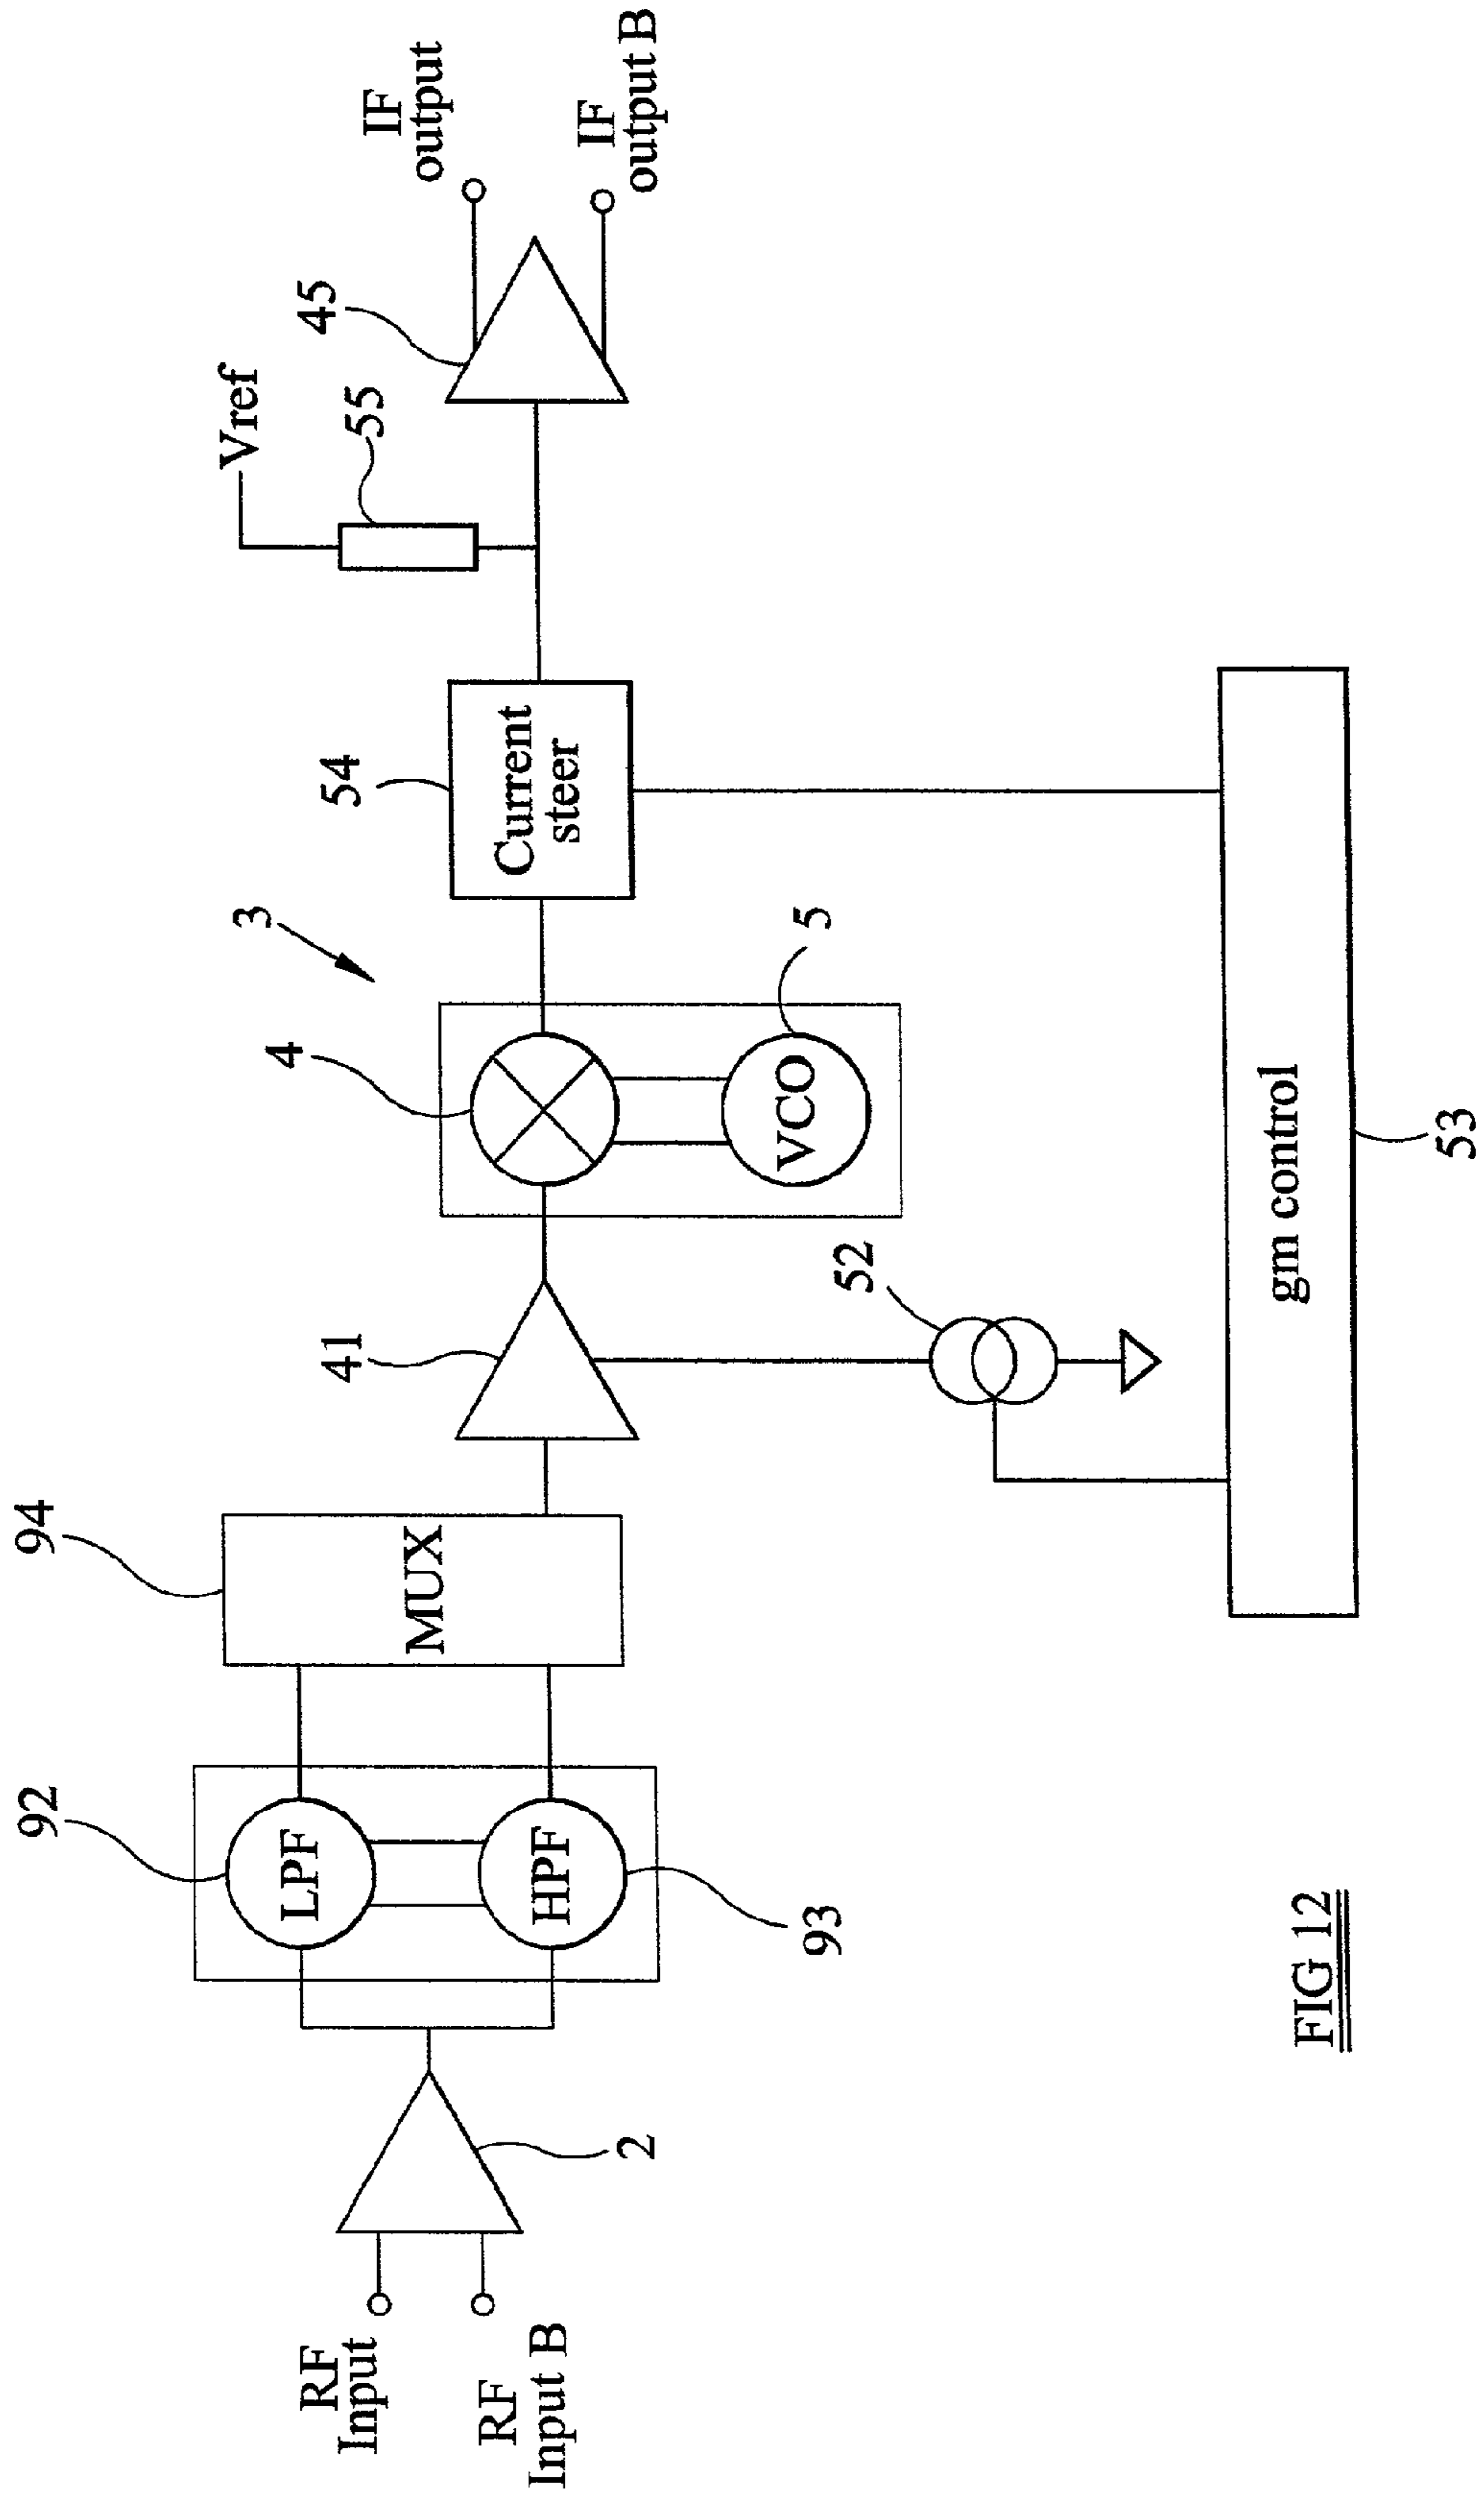 RF
Input
RF
Input B
2
92
LPF
HPF
93
94
MUX
41
52
4
3
VCO
5
54
Current
steer
gm control
53
Vref
55
45
IF
output
IF
output B
FIG 12